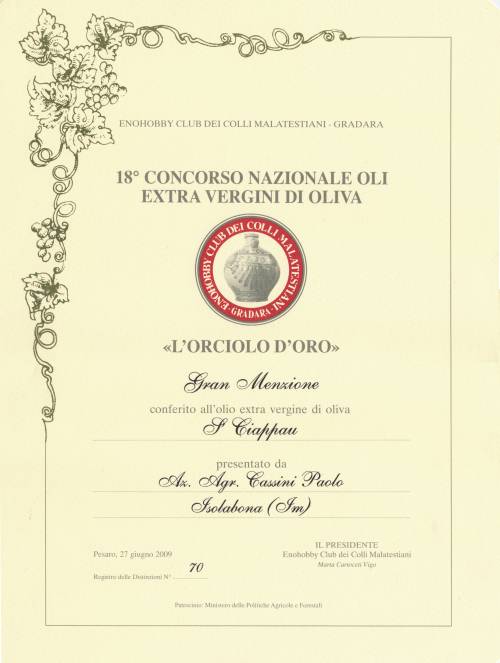 ENOHOBBY CLUB DEI COLLI MALATESTIANI - GRADARA
18° CONCORSO NAZIONALE OLI
EXTRA VERGINI DI OLIVA
ENOHOBBY CLUB DEI COLLI MALATESTIANI
- GRADARA -
«L'ORCIOLO D'ORO»
Gran Menzione
conferito all'olio extra vergine di oliva
S' Ciappau
presentato da
Az. Agr. Cassini Paolo
Isolabona (Im)
Pesaro, 27 giugno 2009
IL PRESIDENTE
Enohobby Club dei Colli Malatestiani
Marta Cartoceti Vigo
Registro delle Distinzioni N° 70
Patrocinio: Ministero delle Politiche Agricole e Forestali